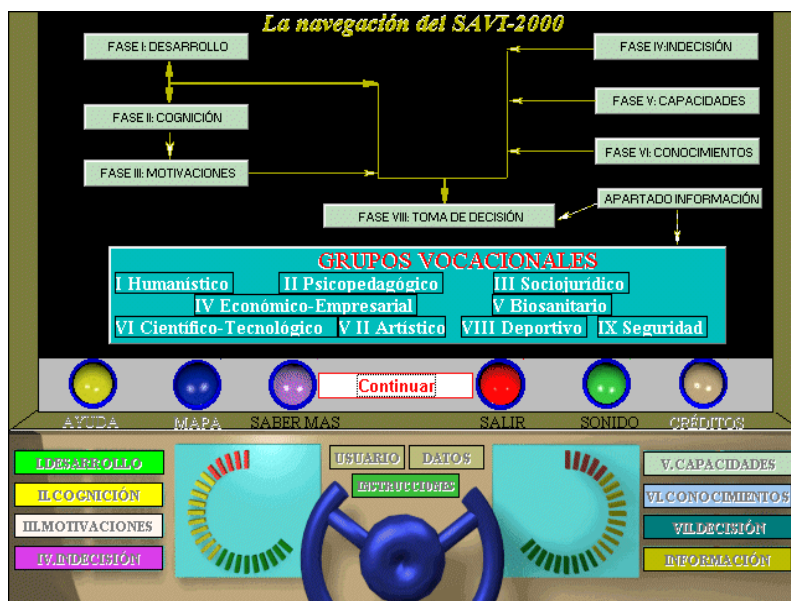 La navegación del SAVI-2000
FASE I: DESARROLLO
FASE IV:INDECISIÓN
FASE II: COGNICIÓN
FASE V: CAPACIDADES
FASE III: MOTIVACIONES
FASE VI: CONOCIMIENTOS
FASE VIII: TOMA DE DECISIÓN
APARTADO INFORMACIÓN
GRUPOS VOCACIONALES
I Humanístico II Psicopedagógico III Sociojurídico
IV Económico-Empresarial V Biosanitario
VI Científico-Tecnológico V II Artístico VIII Deportivo IX Seguridad
Continuar
AYUDA MAPA SABER MAS SALIR SONIDO CRÉDITOS
USUARIO DATOS
INSTRUCCIONES
I.DESARROLLO
II.COGNICIÓN
III.MOTIVACIONES
IV.INDECISIÓN
V.CAPACIDADES
VI.CONOCIMIENTOS
VII.DECISIÓN
INFORMACIÓN